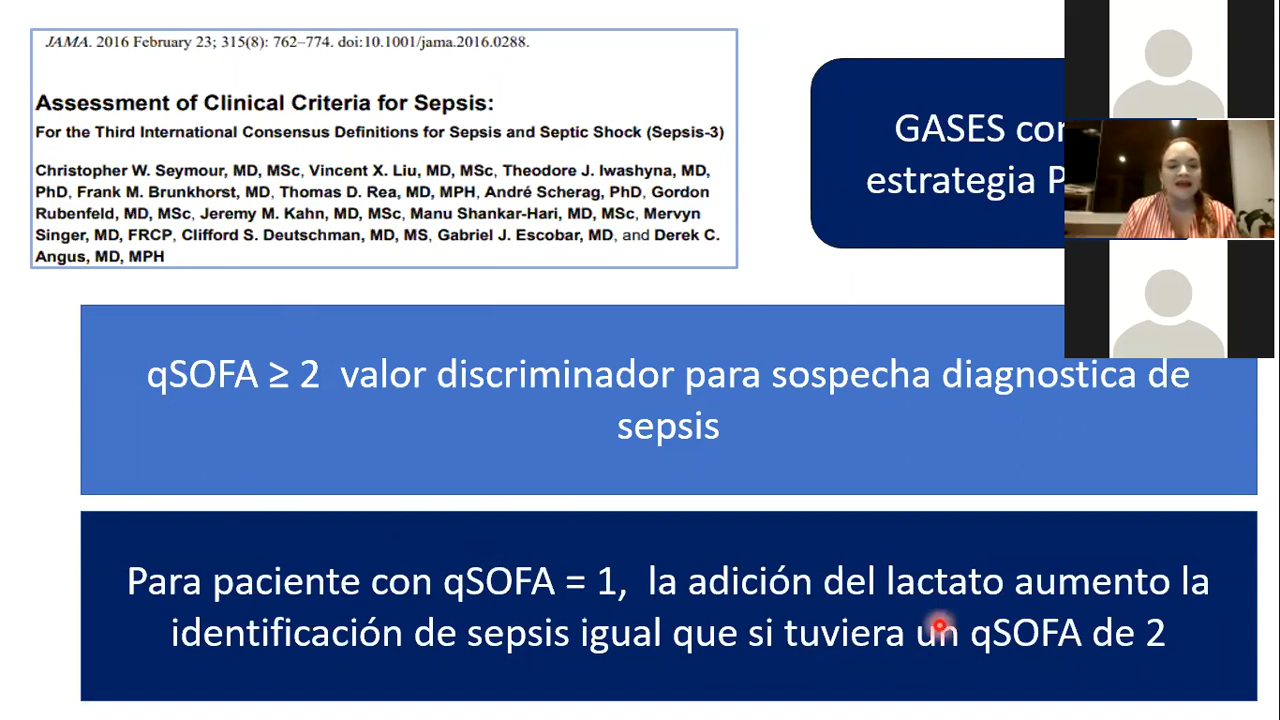 JAMA. 2016 February 23; 315(8): 762–774. doi:10.1001/jama.2016.0288.
Assessment of Clinical Criteria for Sepsis:
For the Third International Consensus Definitions for Sepsis and Septic Shock (Sepsis-3)
Christopher W. Seymour, MD, MSc, Vincent X. Liu, MD, MSc, Theodore J. Iwashyna, MD,
PhD, Frank M. Brunkhorst, MD, Thomas D. Rea, MD, MPH, André Scherag, PhD, Gordon
Rubenfeld, MD, MSc, Jeremy M. Kahn, MD, MSc, Manu Shankar-Hari, MD, MSc, Mervyn
Singer, MD, FRCP, Clifford S. Deutschman, MD, MS, Gabriel J. Escobar, MD, and Derek C.
Angus, MD, MPH
GASES
estrategia
qSOFA ≥ 2 valor discriminador para sospecha diagnostica de
sepsis
Para paciente con qSOFA = 1, la adición del lactato aumento la
identificación de sepsis igual que si tuviera un qSOFA de 2